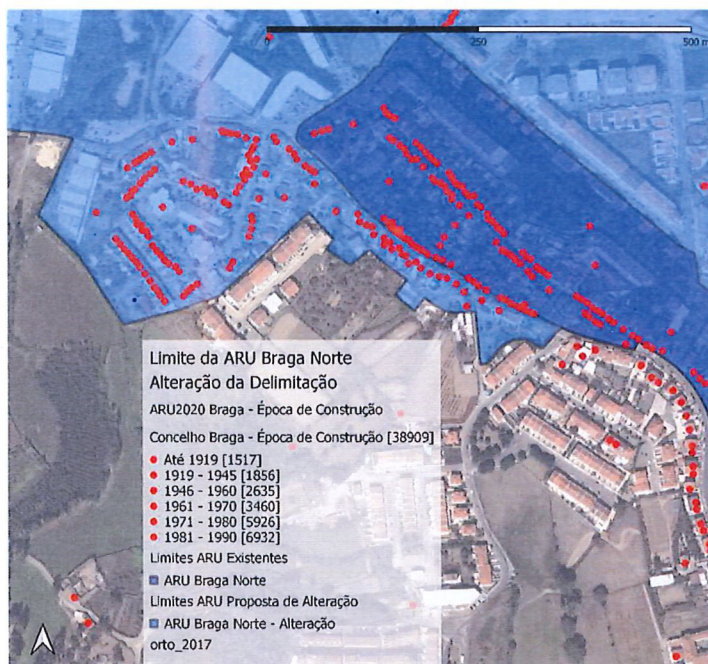 0
250
500 m
Limite da ARU Braga Norte
Alteração da Delimitação
ARU2020 Braga - Época de Construção
Concelho Braga - Época de Construção [38909]
Até 1919 [1517]
1919 - 1945 [1856]
1946 - 1960 [2635]
1961 - 1970 [3460]
1971 - 1980 [5926]
1981 - 1990 [6932]
Limites ARU Existentes
ARU Braga Norte
Limites ARU Proposta de Alteração
ARU Braga Norte - Alteração
orto_2017